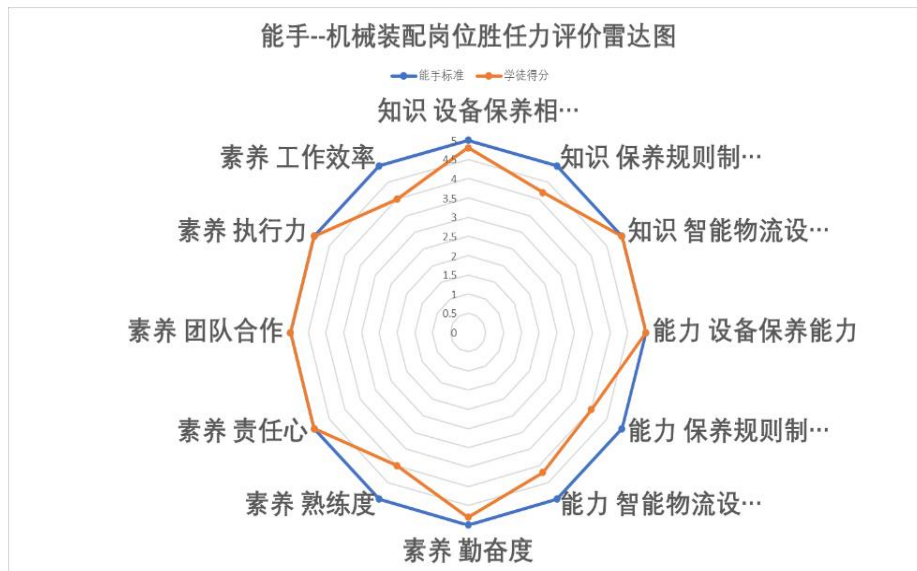 能手--机械装配岗位胜任力评价雷达图
能手标准 学徒得分
知识 设备保养相…
素养 工作效率
知识 保养规则制…
素养 执行力
知识 智能物流设…
素养 团队合作
能力 设备保养能力
素养 责任心
能力 保养规则制…
素养 熟练度
能力 智能物流设…
素养 勤奋度
5
4.5
4
3.5
3
2.5
2
1.5
1
0.5
0